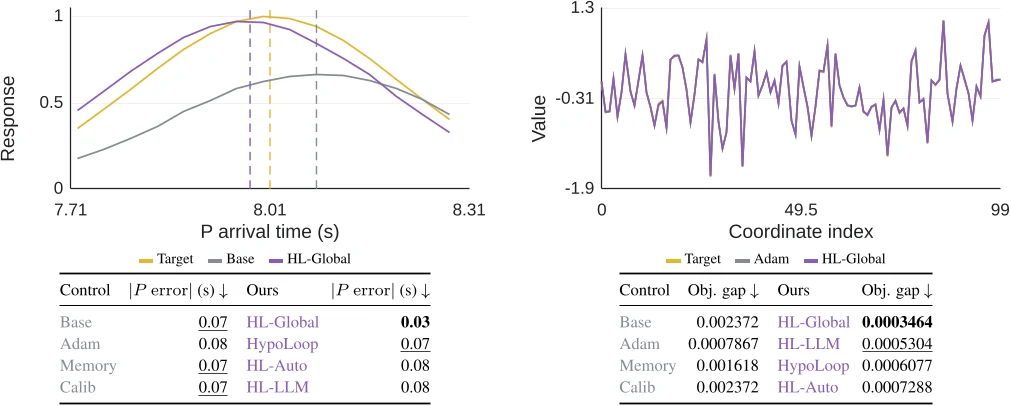 1
0.5
0
Response
7.71 8.01 8.31
P arrival time (s)
Target Base HL-Global
Control |P error| (s) ↓ Ours |P error| (s) ↓
Base 0.07 HL-Global 0.03
Adam 0.08 HypoLoop 0.07
Memory 0.07 HL-Auto 0.08
Calib 0.07 HL-LLM 0.08
1.3
-0.31
-1.9
Value
0 49.5 99
Coordinate index
Target Adam HL-Global
Control Obj. gap ↓ Ours Obj. gap ↓
Base 0.002372 HL-Global 0.0003464
Adam 0.0007867 HL-LLM 0.0005304
Memory 0.001618 HypoLoop 0.0006077
Calib 0.002372 HL-Auto 0.0007288